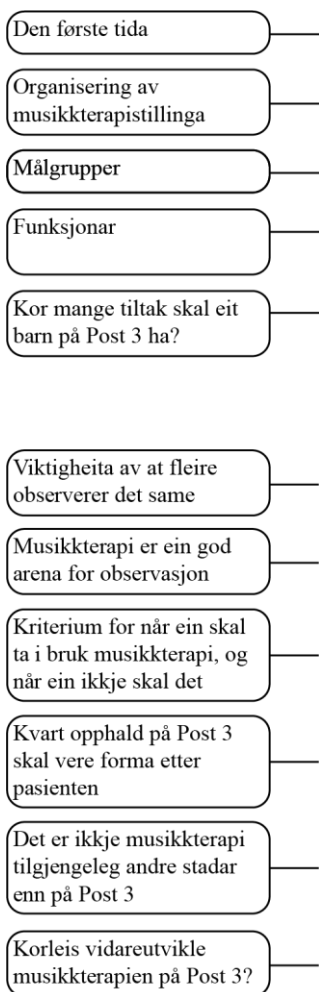 Den første tida
Organisering av
musikkterapistillinga
Målgrupper
Funksjonar
Kor mange tiltak skal eit
barn på Post 3 ha?
Viktigheita av at fleire
observerer det same
Musikkterapi er ein god
arena for observasjon
Kriterium for når ein skal
ta i bruk musikkterapi, og
når ein ikkje skal det
Kvart opphald på Post 3
skal vere forma etter
pasienten
Det er ikkje musikkterapi
tilgjengeleg andre stadar
enn på Post 3
Korleis vidareutvikle
musikkterapien på Post 3?